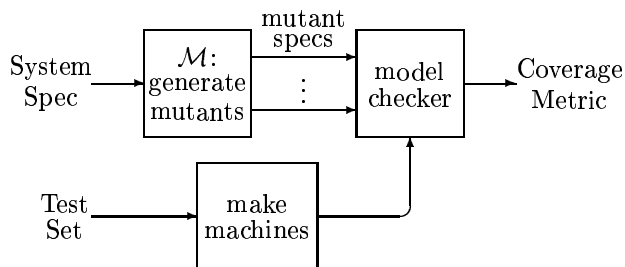 System
Spec
ℳ:
generate
mutants
mutant
specs
⋮
model
checker
Coverage
Metric
Test
Set
make
machines